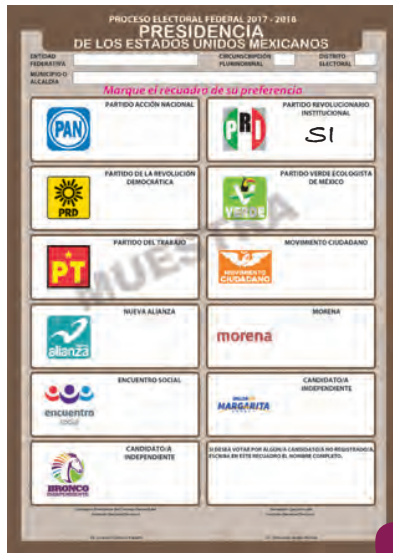 PROCESO ELECTORAL FEDERAL 2017 - 2018
PRESIDENCIA
DE LOS ESTADOS UNIDOS MEXICANOS
ENTIDAD FEDERATIVA
CIRCUNSCRIPCIÓN PLURINOMINAL
DISTRITO ELECTORAL
MUNICIPIO O ALCALDÍA
Marque el recuadro de su preferencia
PARTIDO ACCIÓN NACIONAL
PAN
PARTIDO REVOLUCIONARIO
INSTITUCIONAL
PRI
SI
PARTIDO DE LA REVOLUCIÓN
DEMOCRÁTICA
PRD
PARTIDO VERDE ECOLOGISTA
DE MÉXICO
VERDE
MUESTRA
PARTIDO DEL TRABAJO
PT
MOVIMIENTO CIUDADANO
MOVIMIENTO
CIUDADANO
NUEVA ALIANZA
alianza
MORENA
morena
ENCUENTRO SOCIAL
encuentro
social
CANDIDATO/A
INDEPENDIENTE
MARGARITA
CANDIDATO/A
INDEPENDIENTE
BRONCO
INDEPENDIENTE
SI DESEA VOTAR POR ALGÚN/A CANDIDATO/A NO REGISTRADO/A,
ESCRIBA EN ESTE RECUADRO EL NOMBRE COMPLETO.